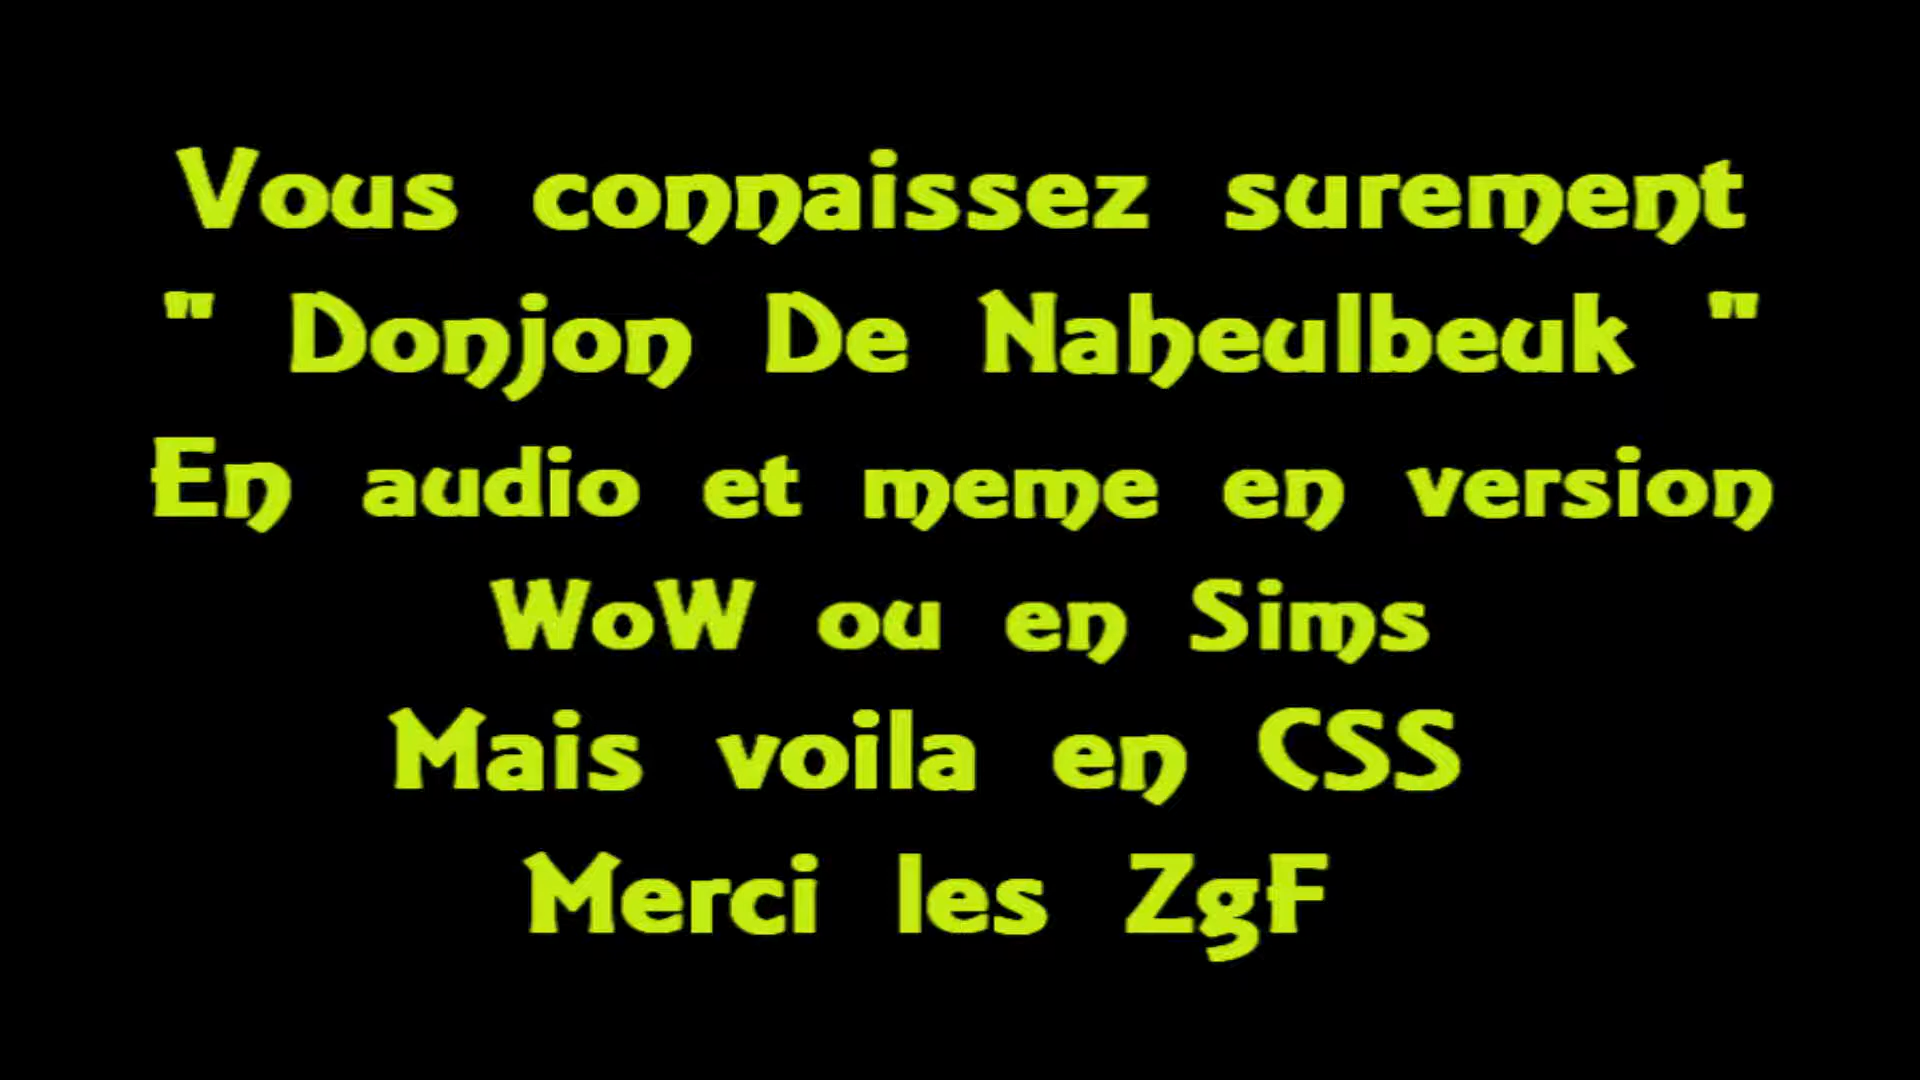 Vous connaissez surement
" Donjon De Naheulbeuk "
En audio et meme en version
WoW ou en Sims
Mais voila en CSS
Merci les ZgF